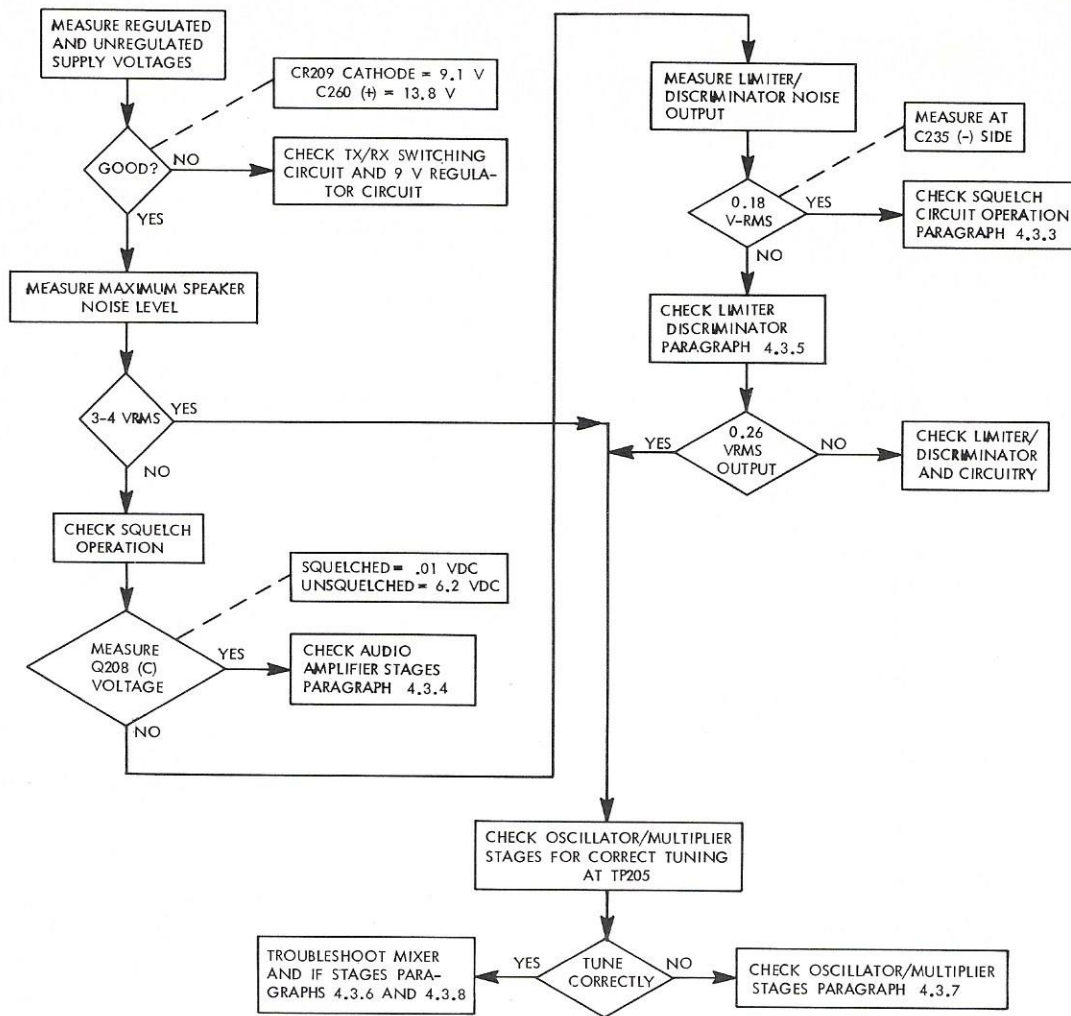 MEASURE REGULATED
AND UNREGULATED
SUPPLY VOLTAGES
CR209 CATHODE = 9.1 V
C260 (+) = 13.8 V
GOOD?
NO
CHECK TX/RX SWITCHING
CIRCUIT AND 9 V REGULA-
TOR CIRCUIT
YES
MEASURE MAXIMUM SPEAKER
NOISE LEVEL
3-4 VRMS
YES
NO
CHECK SQUELCH
OPERATION
SQUELCHED = .01 VDC
UNSQUELCHED = 6.2 VDC
MEASURE
Q208 (C)
VOLTAGE
YES
CHECK AUDIO
AMPLIFIER STAGES
PARAGRAPH 4.3.4
NO
MEASURE LIMITER/
DISCRIMINATOR NOISE
OUTPUT
MEASURE AT
C235 (-) SIDE
0.18
V-RMS
YES
CHECK SQUELCH
CIRCUIT OPERATION
PARAGRAPH 4.3.3
NO
CHECK LIMITER
DISCRIMINATOR
PARAGRAPH 4.3.5
YES
0.26
VRMS
OUTPUT
NO
CHECK LIMITER/
DISCRIMINATOR
AND CIRCUITRY
CHECK OSCILLATOR/MULTIPLIER
STAGES FOR CORRECT TUNING
AT TP205
TROUBLESHOOT MIXER
AND IF STAGES PARA-
GRAPHS 4.3.6 AND 4.3.8
YES
TUNE
CORRECTLY
NO
CHECK OSCILLATOR/MULTIPLIER
STAGES PARAGRAPH 4.3.7